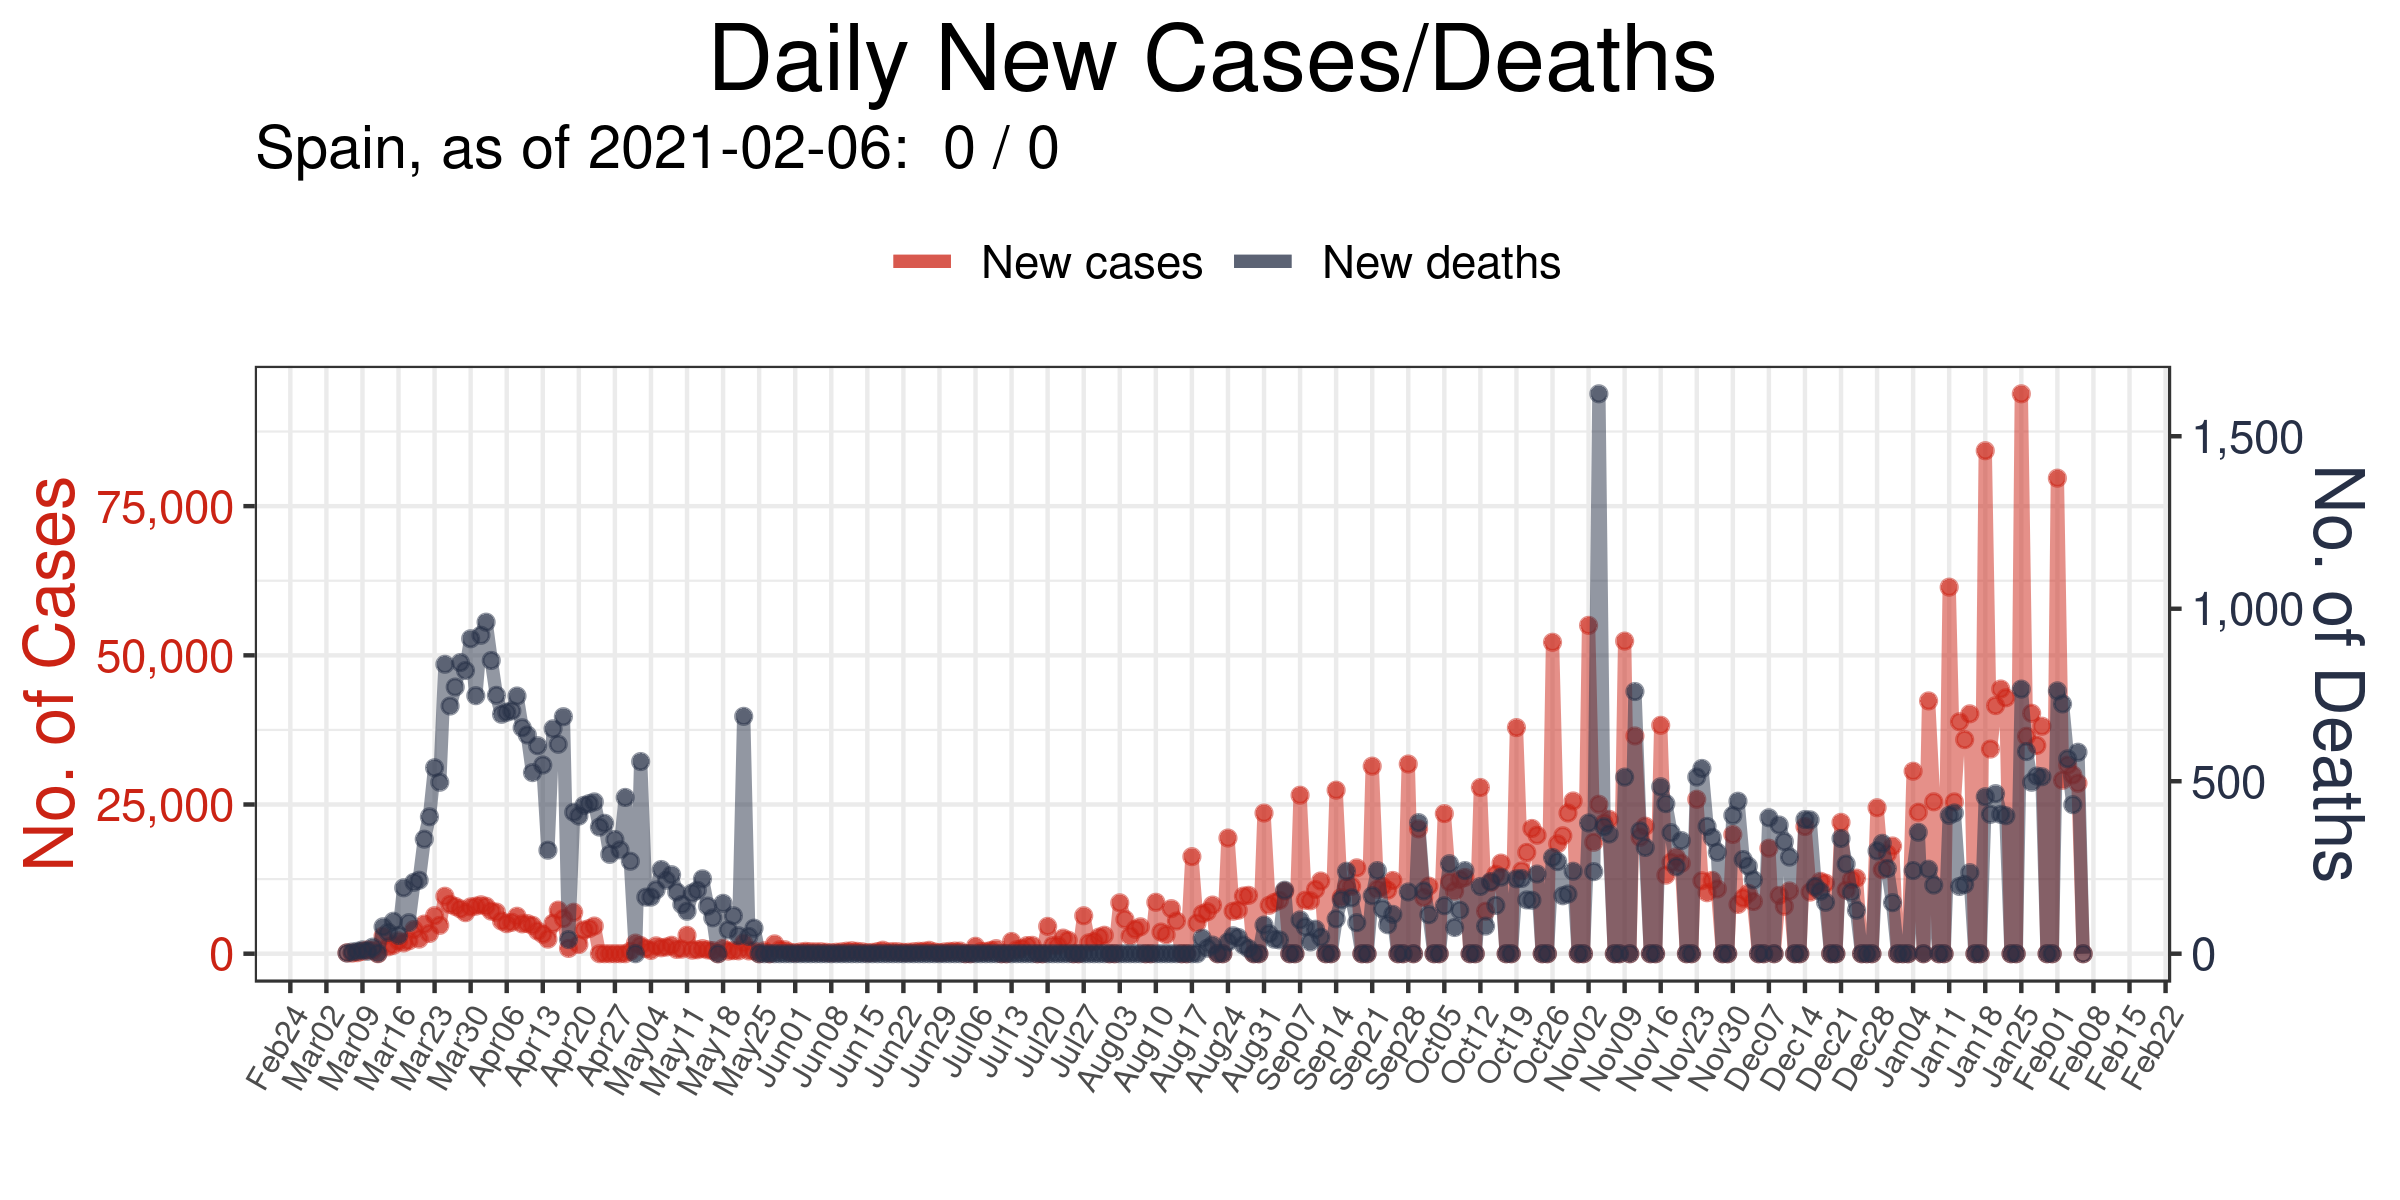 Daily New Cases/Deaths
Spain, as of 2021-02-06:  0 / 0
New cases
New deaths
No. of Cases
75,000
50,000
25,000
0
1,500
1,000
500
0
No. of Deaths
Feb24
Mar02
Mar09
Mar16
Mar23
Mar30
Apr06
Apr13
Apr20
Apr27
May04
May11
May18
May25
Jun01
Jun08
Jun15
Jun22
Jun29
Jul06
Jul13
Jul20
Jul27
Aug03
Aug10
Aug17
Aug24
Aug31
Sep07
Sep14
Sep21
Sep28
Oct05
Oct12
Oct19
Oct26
Nov02
Nov09
Nov16
Nov23
Nov30
Dec07
Dec14
Dec21
Dec28
Jan04
Jan11
Jan18
Jan25
Feb01
Feb08
Feb15
Feb22